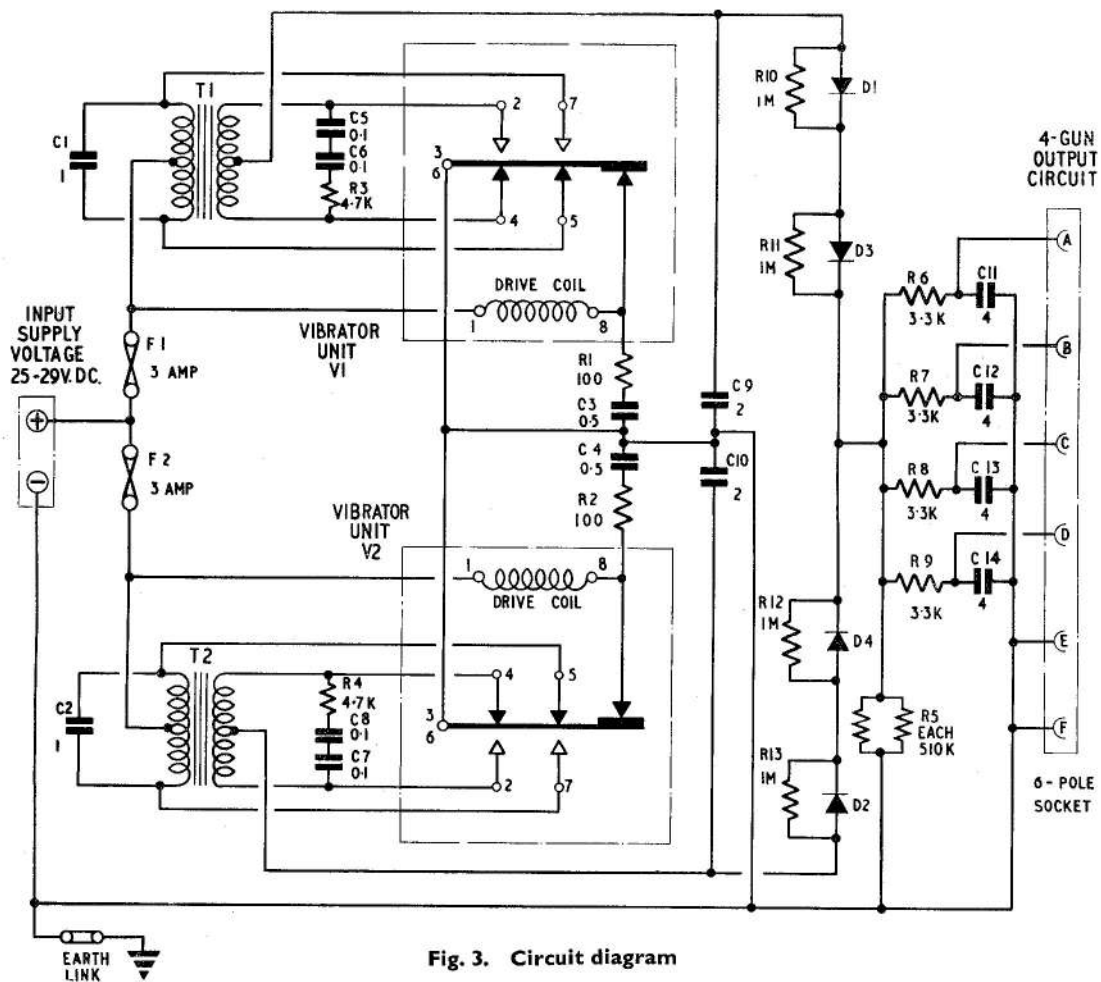 T1
C1
1
C5
0.1
C6
0.1
R3
4.7K
2
7
3
6
4
5
DRIVE COIL
1
8
VIBRATOR
UNIT
V1
INPUT
SUPPLY
VOLTAGE
25-29V. DC.
F1
3 AMP
+
−
F2
3 AMP
R1
100
C3
0.5
C4
0.5
R2
100
C9
2
C10
2
VIBRATOR
UNIT
V2
1
8
DRIVE COIL
T2
C2
1
R4
4.7K
C8
0.1
C7
0.1
4
5
3
6
2
7
R10
1M
D1
R11
1M
D3
R12
1M
D4
R13
1M
D2
4-GUN
OUTPUT
CIRCUIT
R6
3.3K
C11
4
R7
3.3K
C12
4
R8
3.3K
C13
4
R9
3.3K
C14
4
A
B
C
D
E
F
R5
EACH
510K
6-POLE
SOCKET
EARTH
LINK
Fig. 3. Circuit diagram